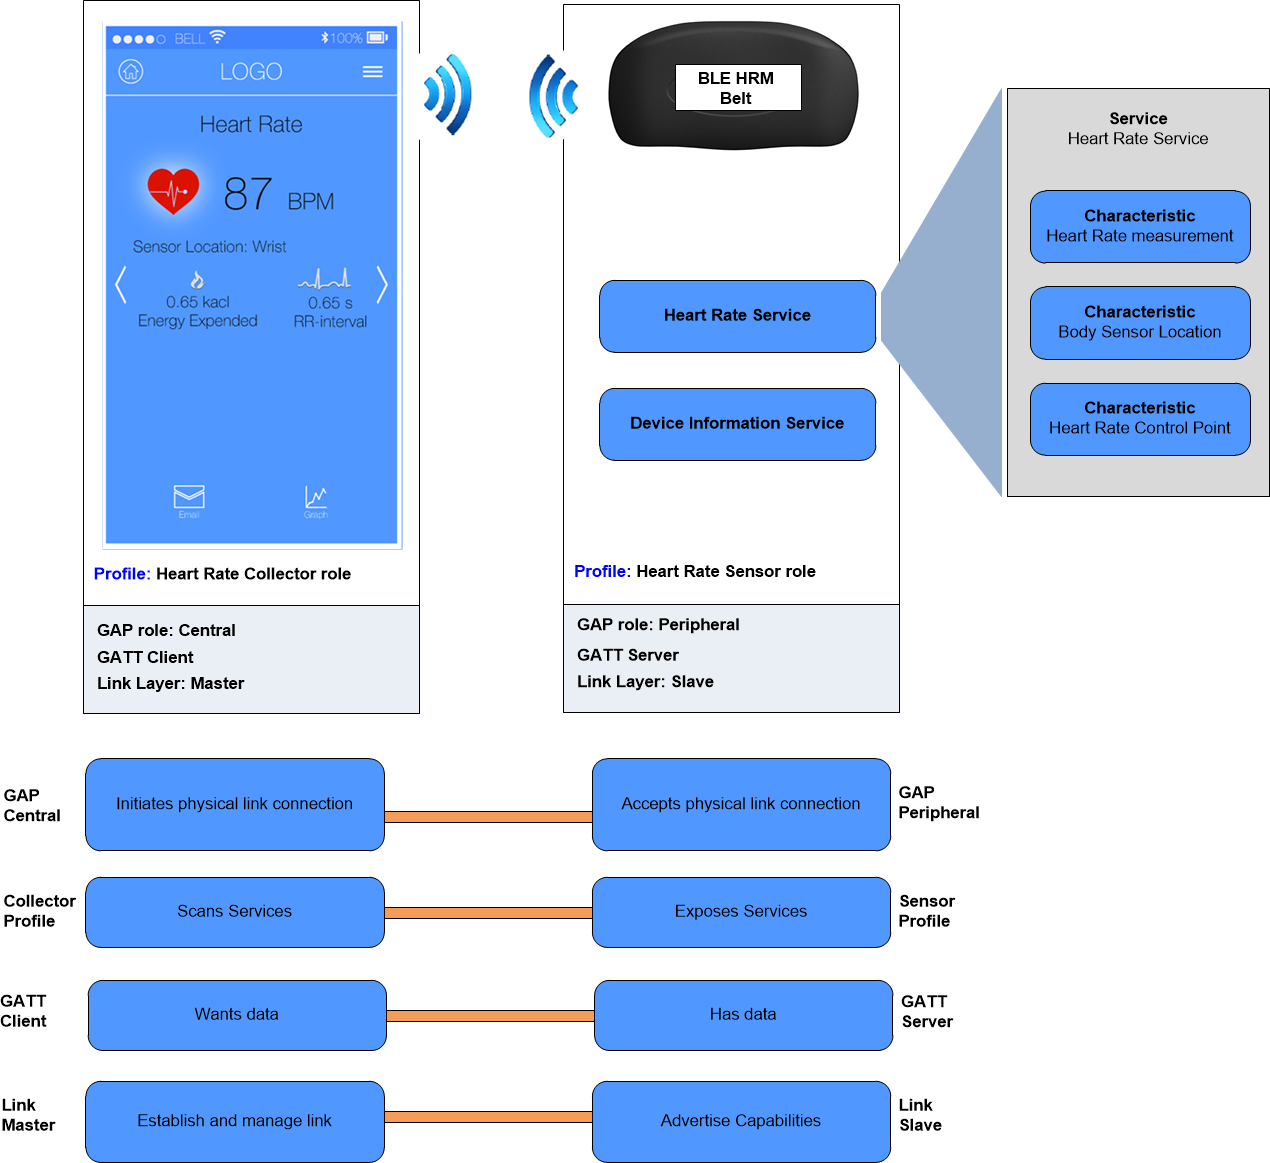 BELL
100%
LOGO
Heart Rate
87 BPM
Sensor Location: Wrist
0.65 kacl
Energy Expended
0.65 s
RR-interval
Email
Graph
Profile: Heart Rate Collector role
GAP role: Central
GATT Client
Link Layer: Master
BLE HRM
Belt
Heart Rate Service
Device Information Service
Profile: Heart Rate Sensor role
GAP role: Peripheral
GATT Server
Link Layer: Slave
Service
Heart Rate Service
Characteristic
Heart Rate measurement
Characteristic
Body Sensor Location
Characteristic
Heart Rate Control Point
GAP
Central
Initiates physical link connection
Accepts physical link connection
GAP
Peripheral
Collector
Profile
Scans Services
Exposes Services
Sensor
Profile
GATT
Client
Wants data
Has data
GATT
Server
Link
Master
Establish and manage link
Advertise Capabilities
Link
Slave